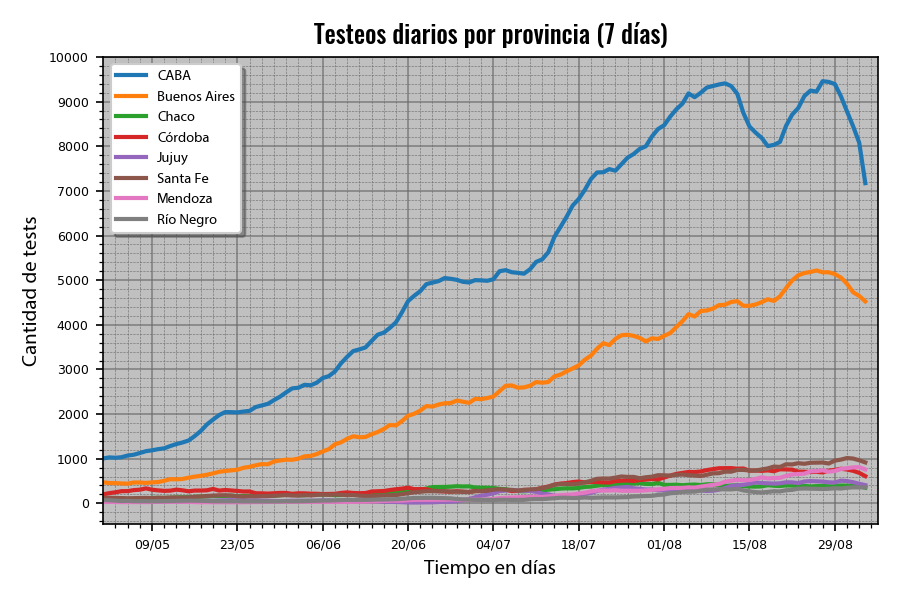 Testeos diarios por provincia (7 días)
10000
9000
8000
7000
6000
5000
4000
3000
2000
1000
0
Cantidad de tests
CABA
Buenos Aires
Chaco
Córdoba
Jujuy
Santa Fe
Mendoza
Río Negro
09/05 23/05 06/06 20/06 04/07 18/07 01/08 15/08 29/08
Tiempo en días